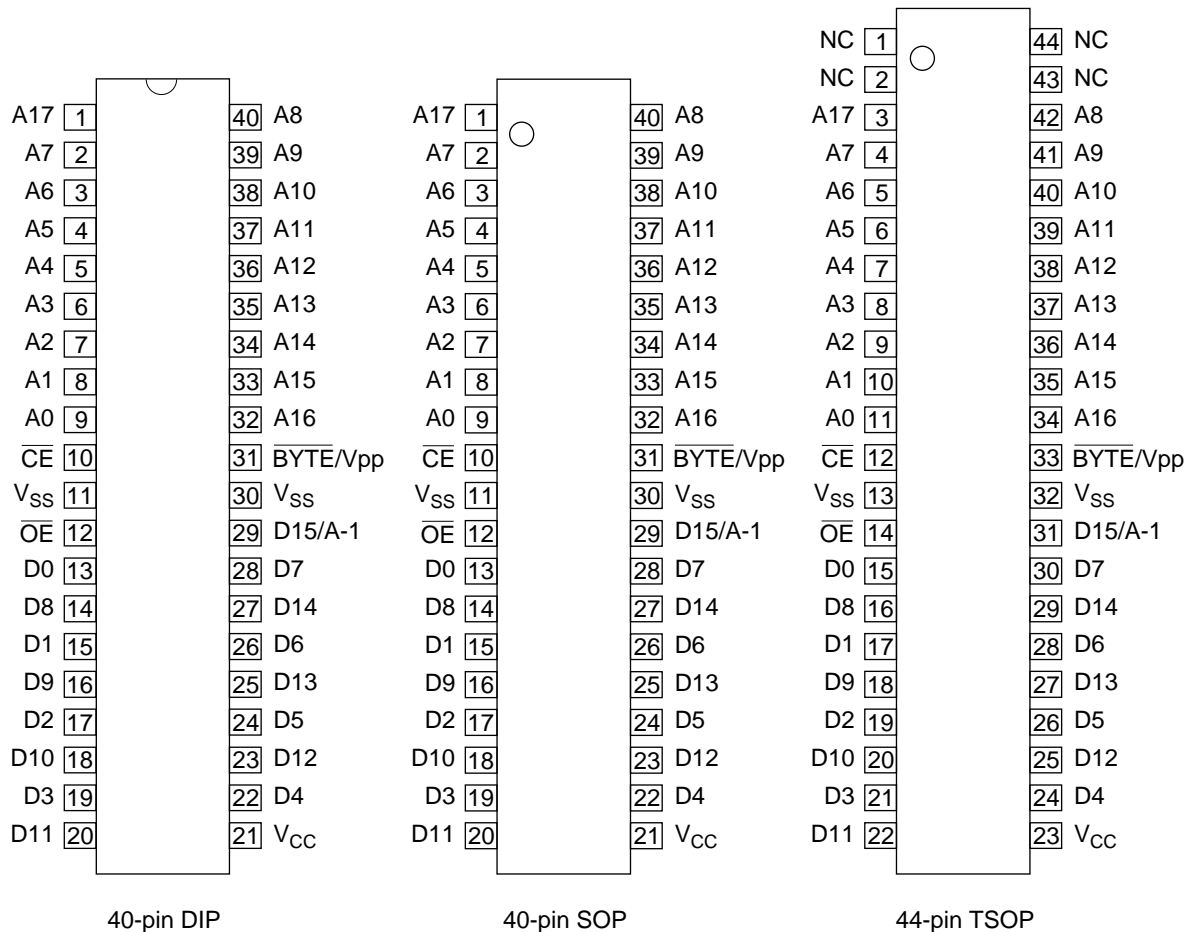 A17 1 40 A8
A7 2 39 A9
A6 3 38 A10
A5 4 37 A11
A4 5 36 A12
A3 6 35 A13
A2 7 34 A14
A1 8 33 A15
A0 9 32 A16
CE 10 31 BYTE/Vpp
VSS 11 30 VSS
OE 12 29 D15/A-1
D0 13 28 D7
D8 14 27 D14
D1 15 26 D6
D9 16 25 D13
D2 17 24 D5
D10 18 23 D12
D3 19 22 D4
D11 20 21 VCC
40-pin DIP
A17 1 40 A8
A7 2 39 A9
A6 3 38 A10
A5 4 37 A11
A4 5 36 A12
A3 6 35 A13
A2 7 34 A14
A1 8 33 A15
A0 9 32 A16
CE 10 31 BYTE/Vpp
VSS 11 30 VSS
OE 12 29 D15/A-1
D0 13 28 D7
D8 14 27 D14
D1 15 26 D6
D9 16 25 D13
D2 17 24 D5
D10 18 23 D12
D3 19 22 D4
D11 20 21 VCC
40-pin SOP
NC 1 44 NC
NC 2 43 NC
A17 3 42 A8
A7 4 41 A9
A6 5 40 A10
A5 6 39 A11
A4 7 38 A12
A3 8 37 A13
A2 9 36 A14
A1 10 35 A15
A0 11 34 A16
CE 12 33 BYTE/Vpp
VSS 13 32 VSS
OE 14 31 D15/A-1
D0 15 30 D7
D8 16 29 D14
D1 17 28 D6
D9 18 27 D13
D2 19 26 D5
D10 20 25 D12
D3 21 24 D4
D11 22 23 VCC
44-pin TSOP